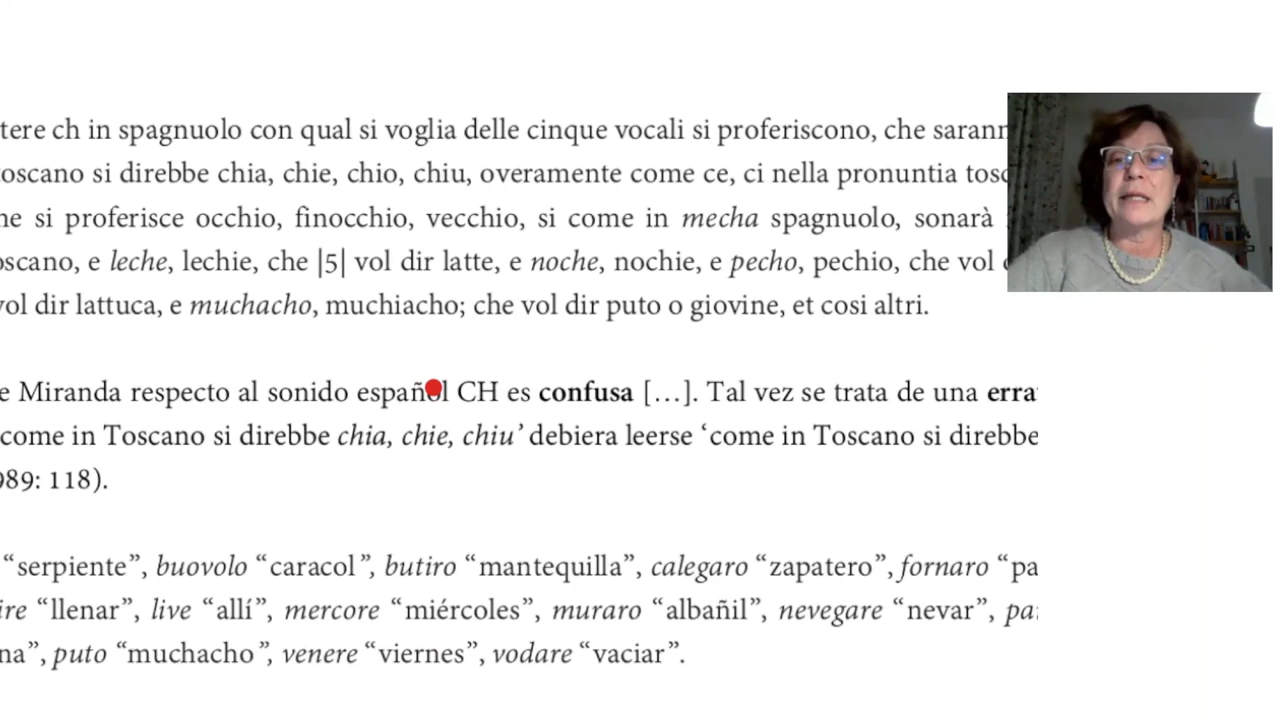 tere ch in spagnuolo con qual si voglia delle cinque vocali si proferiscono, che sarann
toscano si direbbe chia, chie, chio, chiu, overamente come ce, ci nella pronuntia tosc
ne si proferisce occhio, finocchio, vecchio, si come in mecha spagnuolo, sonarà
oscano, e leche, lechie, che |5| vol dir latte, e noche, nochie, e pecho, pechio, che vol
vol dir lattuca, e muchacho, muchiacho; che vol dir puto o giovine, et cosi altri.
e Miranda respecto al sonido español CH es confusa […]. Tal vez se trata de una errat
come in Toscano si direbbe chia, chie, chiu’ debiera leerse ‘come in Toscano si direbbe
989: 118).
“serpiente”, buovolo “caracol”, butiro “mantequilla”, calegaro “zapatero”, fornaro “pa
ire “llenar”, live “allí”, mercore “miércoles”, muraro “albañil”, nevegare “nevar”, pa
na”, puto “muchacho”, venere “viernes”, vodare “vaciar”.